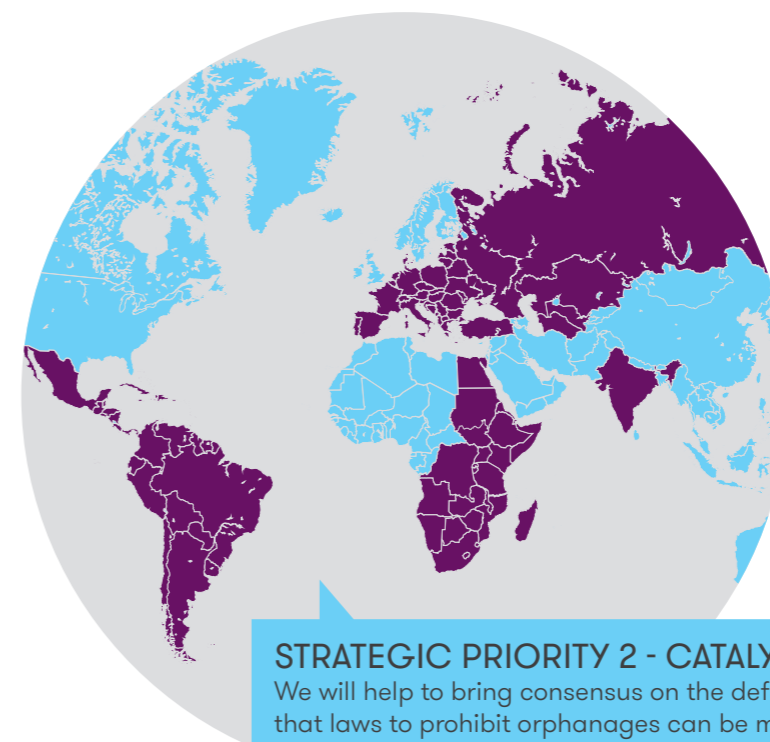 STRATEGIC PRIORITY 2 - CATALY
We will help to bring consensus on the def
that laws to prohibit orphanages can be m